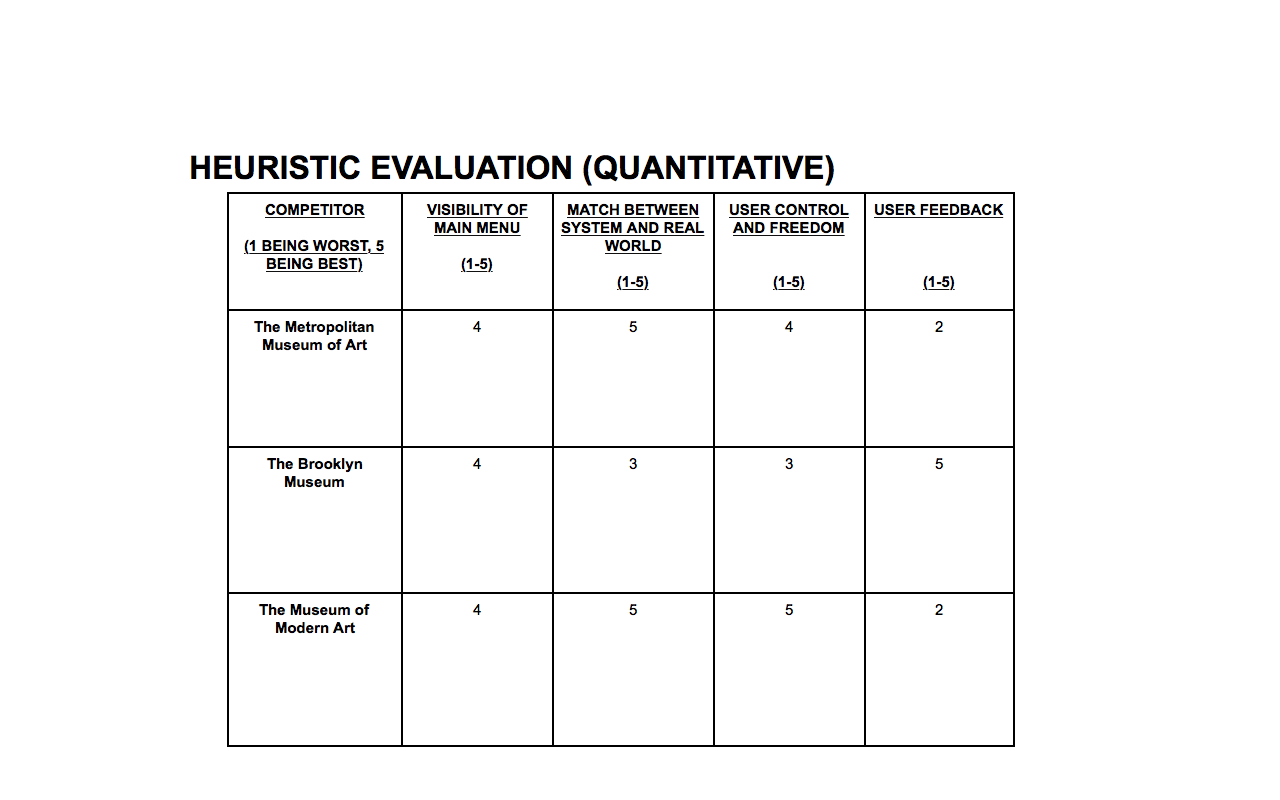 HEURISTIC EVALUATION (QUANTITATIVE)
COMPETITOR
(1 BEING WORST, 5
BEING BEST)
VISIBILITY OF
MAIN MENU
(1-5)
MATCH BETWEEN
SYSTEM AND REAL
WORLD
(1-5)
USER CONTROL
AND FREEDOM
(1-5)
USER FEEDBACK
(1-5)
The Metropolitan
Museum of Art
4
5
4
2
The Brooklyn
Museum
4
3
3
5
The Museum of
Modern Art
4
5
5
2